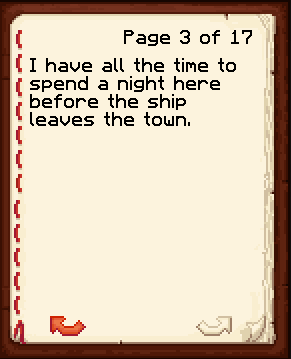 Page 3 of 17
I have all the time to
spend a night here
before the ship
leaves the town.